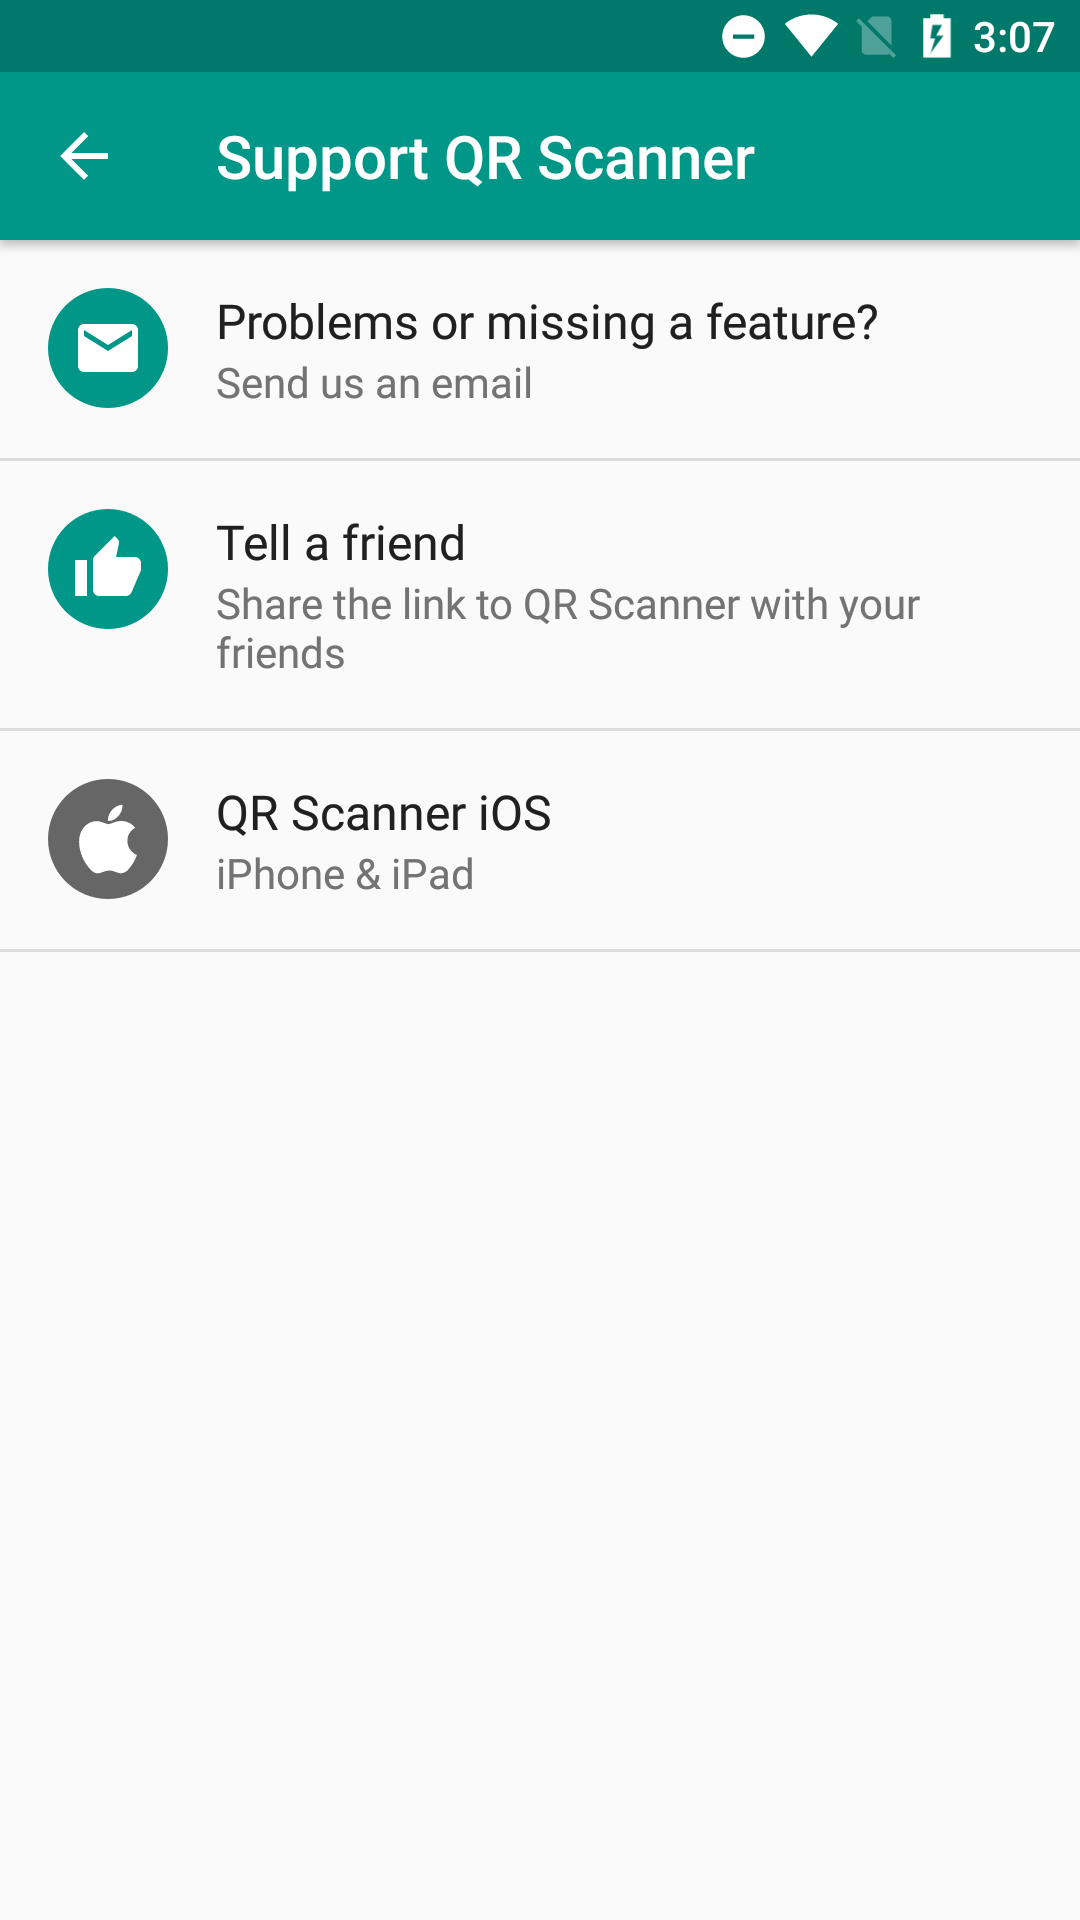 3:07
Support QR Scanner
Problems or missing a feature?
Send us an email
Tell a friend
Share the link to QR Scanner with your
friends
QR Scanner iOS
iPhone & iPad